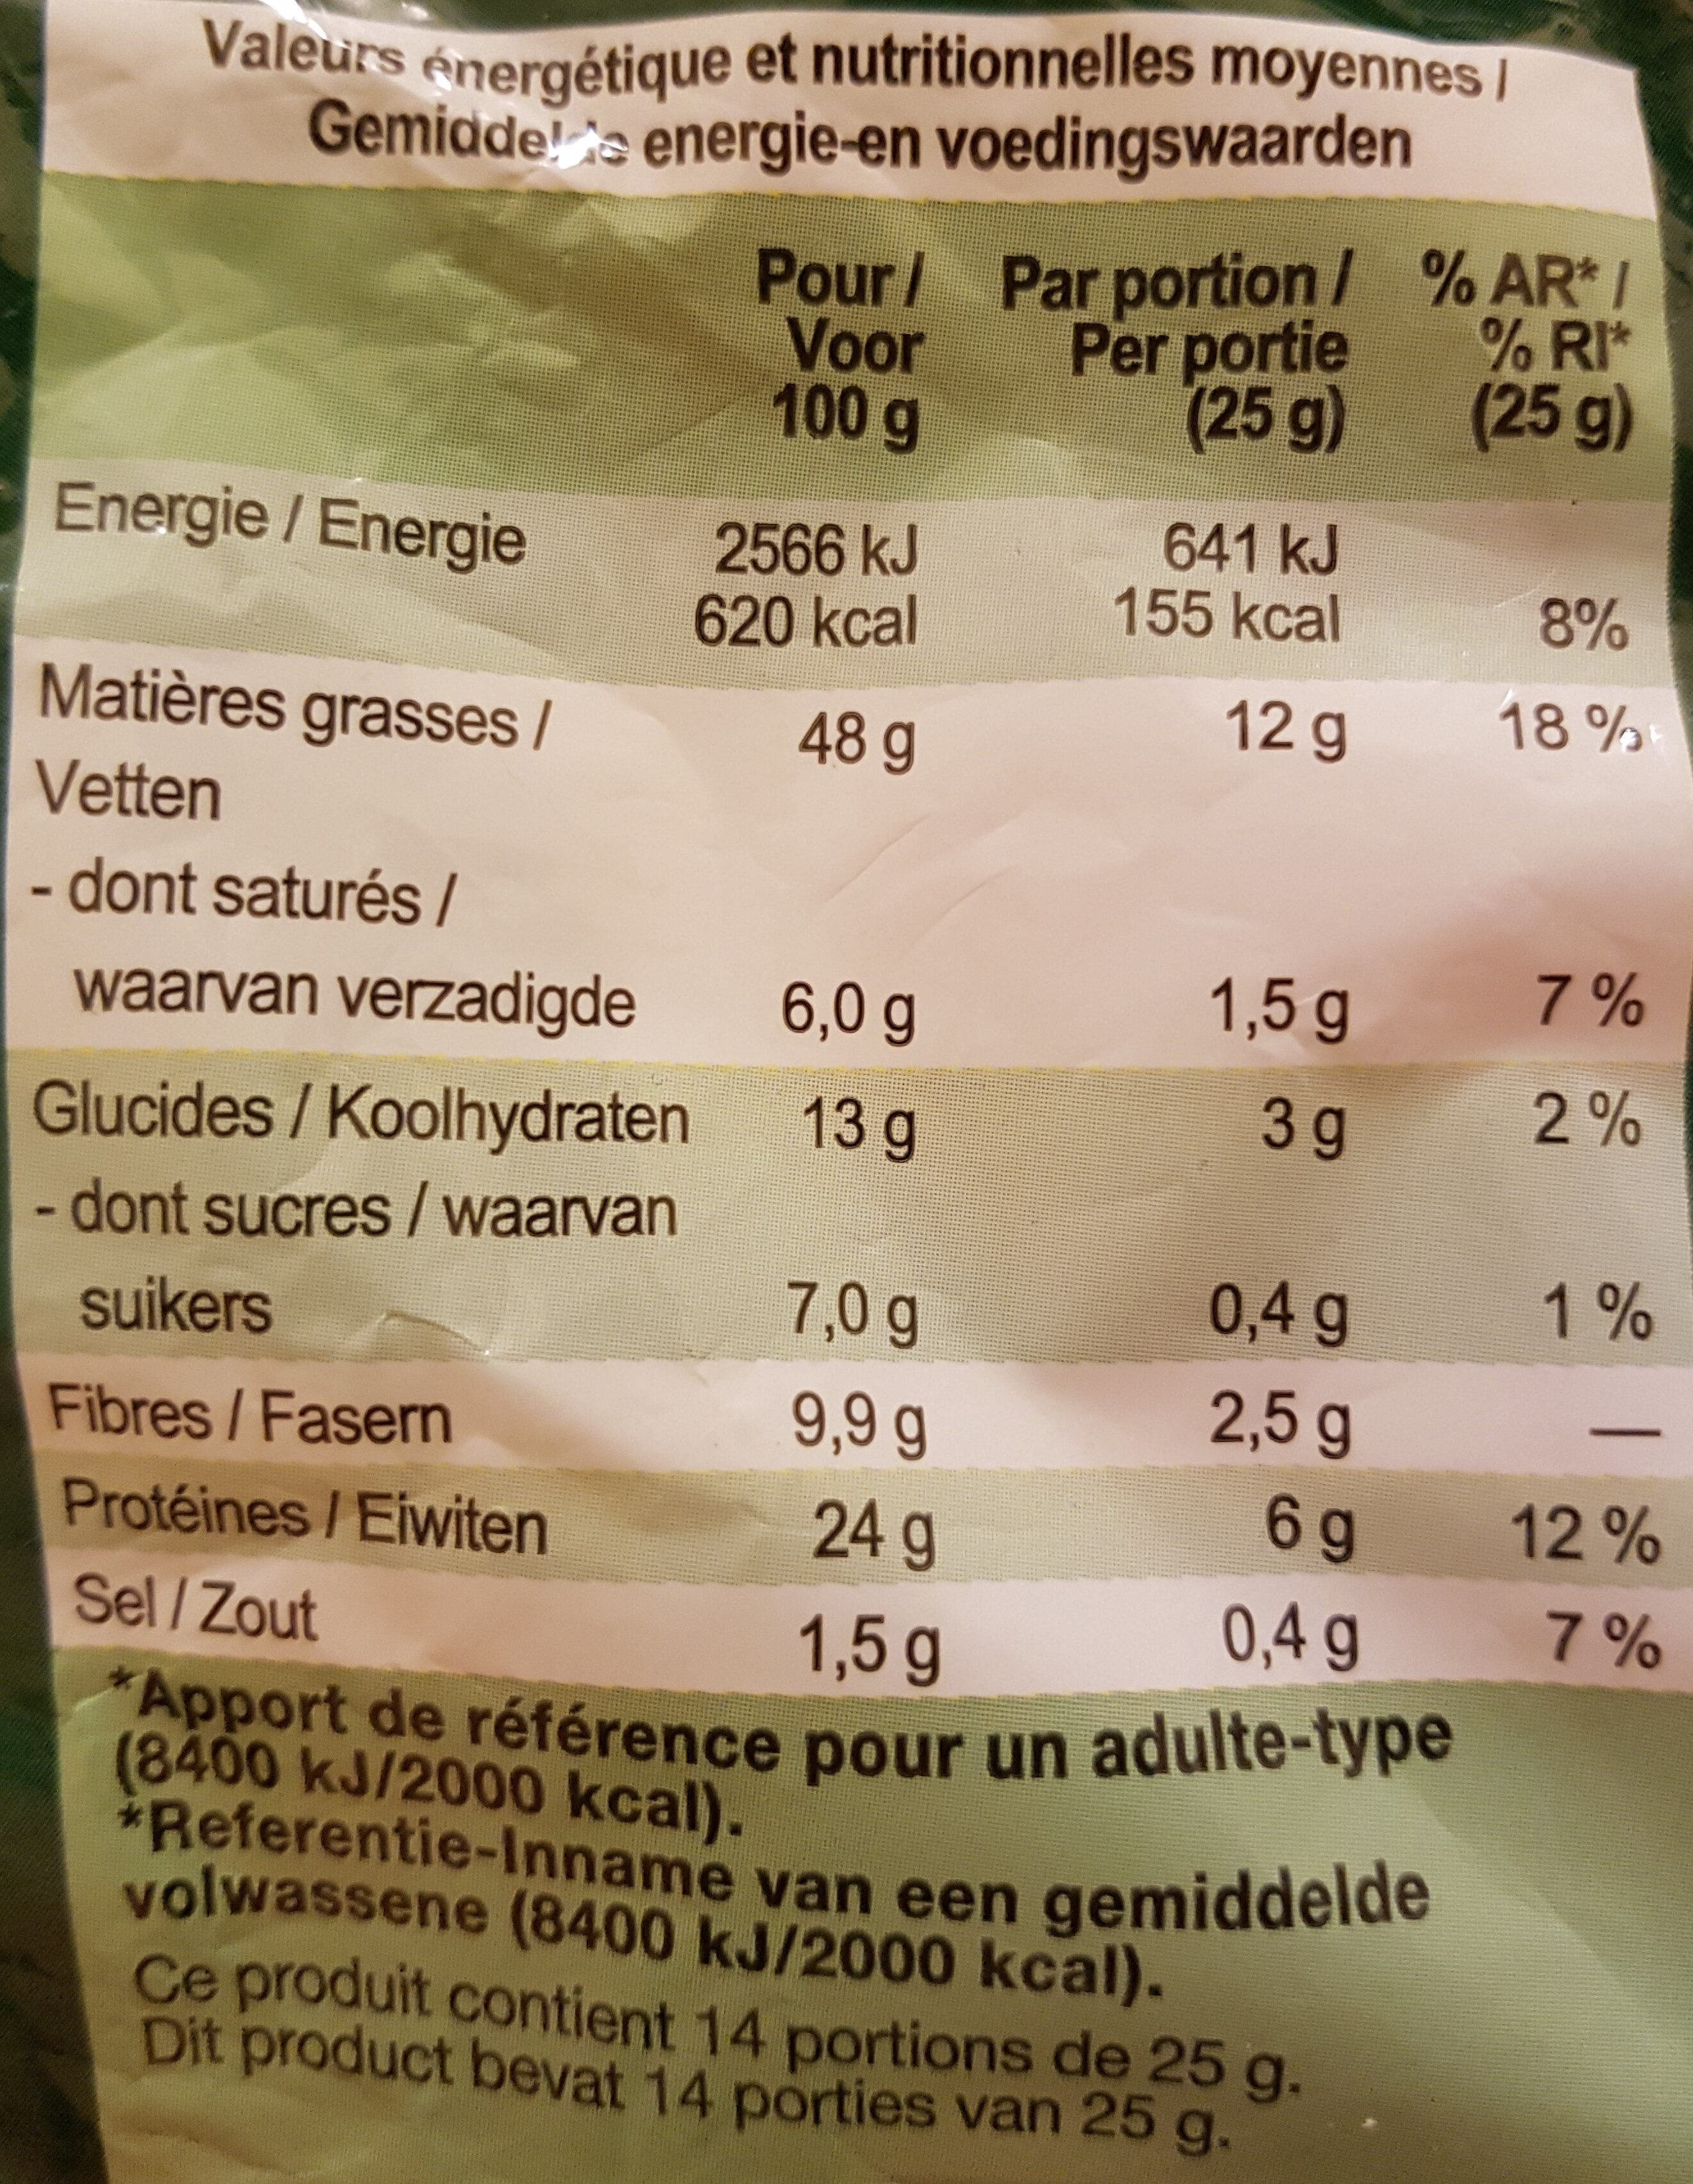 Valeurs énergétique et nutritionnelles moyennes /
Gemiddelde energie-en voedingswaarden
Pour / Par portion / % AR* /
Voor Per portie % RI*
100 g (25 g) (25 g)
Energie / Energie 2566 kJ 641 kJ
620 kcal 155 kcal 8%
Matières grasses / 48 g 12 g 18 %
Vetten
- dont saturés /
waarvan verzadigde 6,0 g 1,5 g 7 %
Glucides / Koolhydraten 13 g 3 g 2 %
- dont sucres / waarvan
suikers 7,0 g 0,4 g 1 %
Fibres / Fasern 9,9 g 2,5 g —
Protéines / Eiwiten 24 g 6 g 12 %
Sel / Zout 1,5 g 0,4 g 7 %
*Apport de référence pour un adulte-type
(8400 kJ/2000 kcal).
*Referentie-Inname van een gemiddelde
volwassene (8400 kJ/2000 kcal).
Ce produit contient 14 portions de 25 g.
Dit product bevat 14 porties van 25 g.